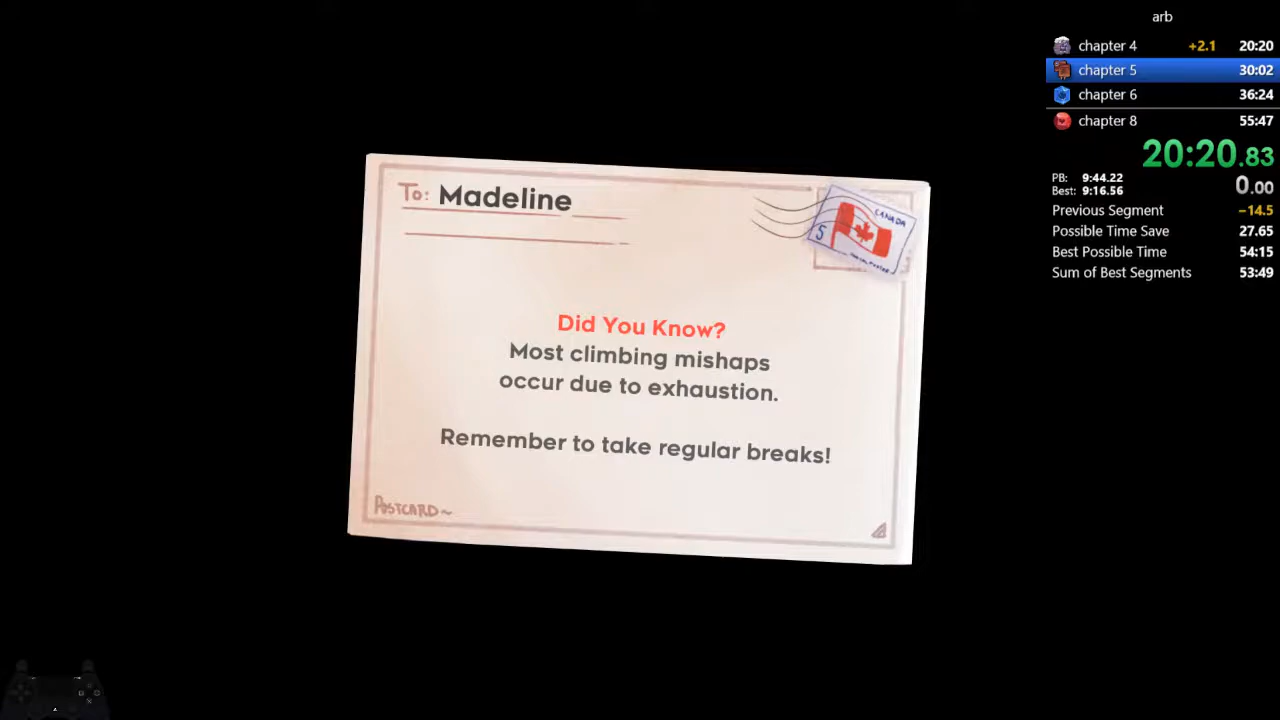 arb
chapter 4 +2.1 20:20
chapter 5 30:02
chapter 6 36:24
chapter 8 55:47
20:20.83
PB: 9:44.22
Best: 9:16.56
0.00
Previous Segment -14.5
Possible Time Save 27.65
Best Possible Time 54:15
Sum of Best Segments 53:49
To: Madeline
CANADA
5
Did You Know?
Most climbing mishaps
occur due to exhaustion.
Remember to take regular breaks!
POSTCARD~